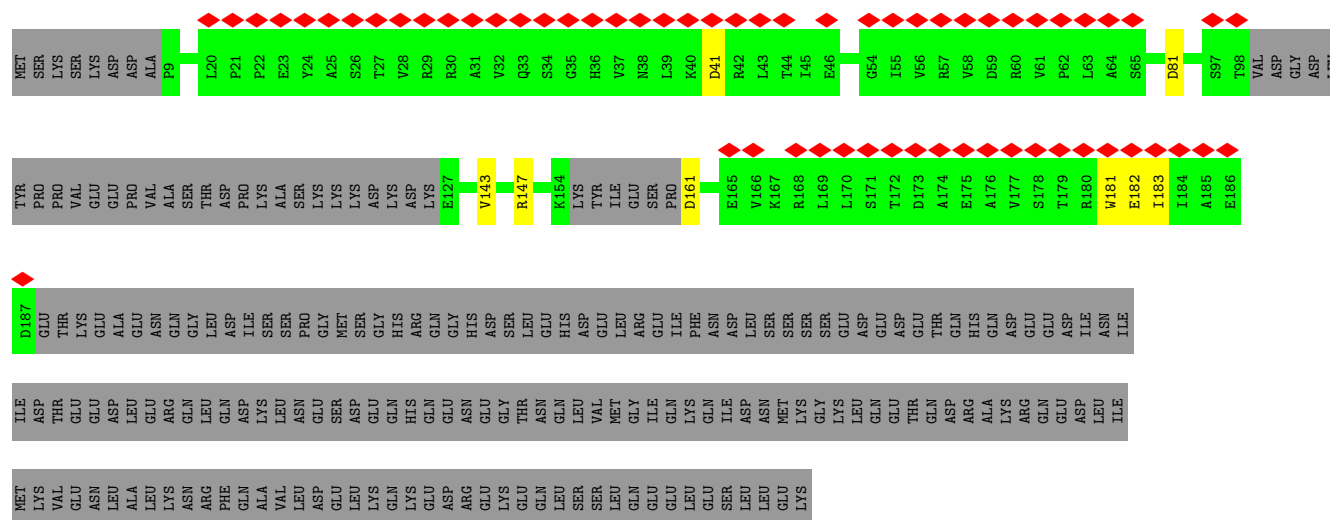 MET SER LYS SER LYS ASP ASP ALA P9 L20 P21 P22 E23 Y24 A25 S26 T27 V28 R29 R30 A31 V32 Q33 S34 G35 H36 V37 N38 L39 K40 D41 R42 L43 T44 I45 E46 G54 I55 V56 R57 V58 D59 R60 V61 P62 L63 A64 S65 D81 S97 T98 VAL ASP GLY ASP
TYR PRO PRO VAL GLU GLU PRO VAL ALA SER THR ASP PRO LYS ALA SER LYS LYS LYS ASP LYS ASP LYS E127 V143 R147 K154 LYS TYR ILE GLU SER PRO D161 E165 V166 K167 R168 L169 L170 S171 T172 D173 A174 E175 A176 V177 S178 T179 R180 W181 E182 I183 I184 A185 E186
D187 GLU THR LYS GLU ALA GLU ASN GLN GLY LEU ASP ILE SER SER PRO GLY MET SER GLY HIS ARG GLN GLY HIS ASP SER LEU GLU HIS ASP GLU LEU ARG GLU ILE PHE ASN ASP LEU SER SER SER SER GLU ASP GLU ASP GLU THR GLN HIS GLN ASP GLU GLU ASP ILE ASN ILE
ILE ASP THR GLU GLU ASP LEU GLU ARG GLN LEU GLN ASP LYS LEU ASN GLU SER ASP GLU GLN HIS GLN GLU ASN GLU GLY THR ASN GLN LEU VAL MET GLY ILE GLN LYS GLN ILE ASP ASN MET LYS GLY LYS LEU GLN GLU THR GLN ASP ARG ALA LYS ARG GLN GLU ASP LEU ILE
MET LYS VAL GLU ASN LEU ALA LEU LYS ASN ARG PHE GLN ALA VAL LEU ASP GLU LEU LYS GLN LYS GLU ASP ARG GLU LYS GLU GLN LEU SER SER LEU GLN GLU GLU LEU GLU SER LEU LEU GLU LYS